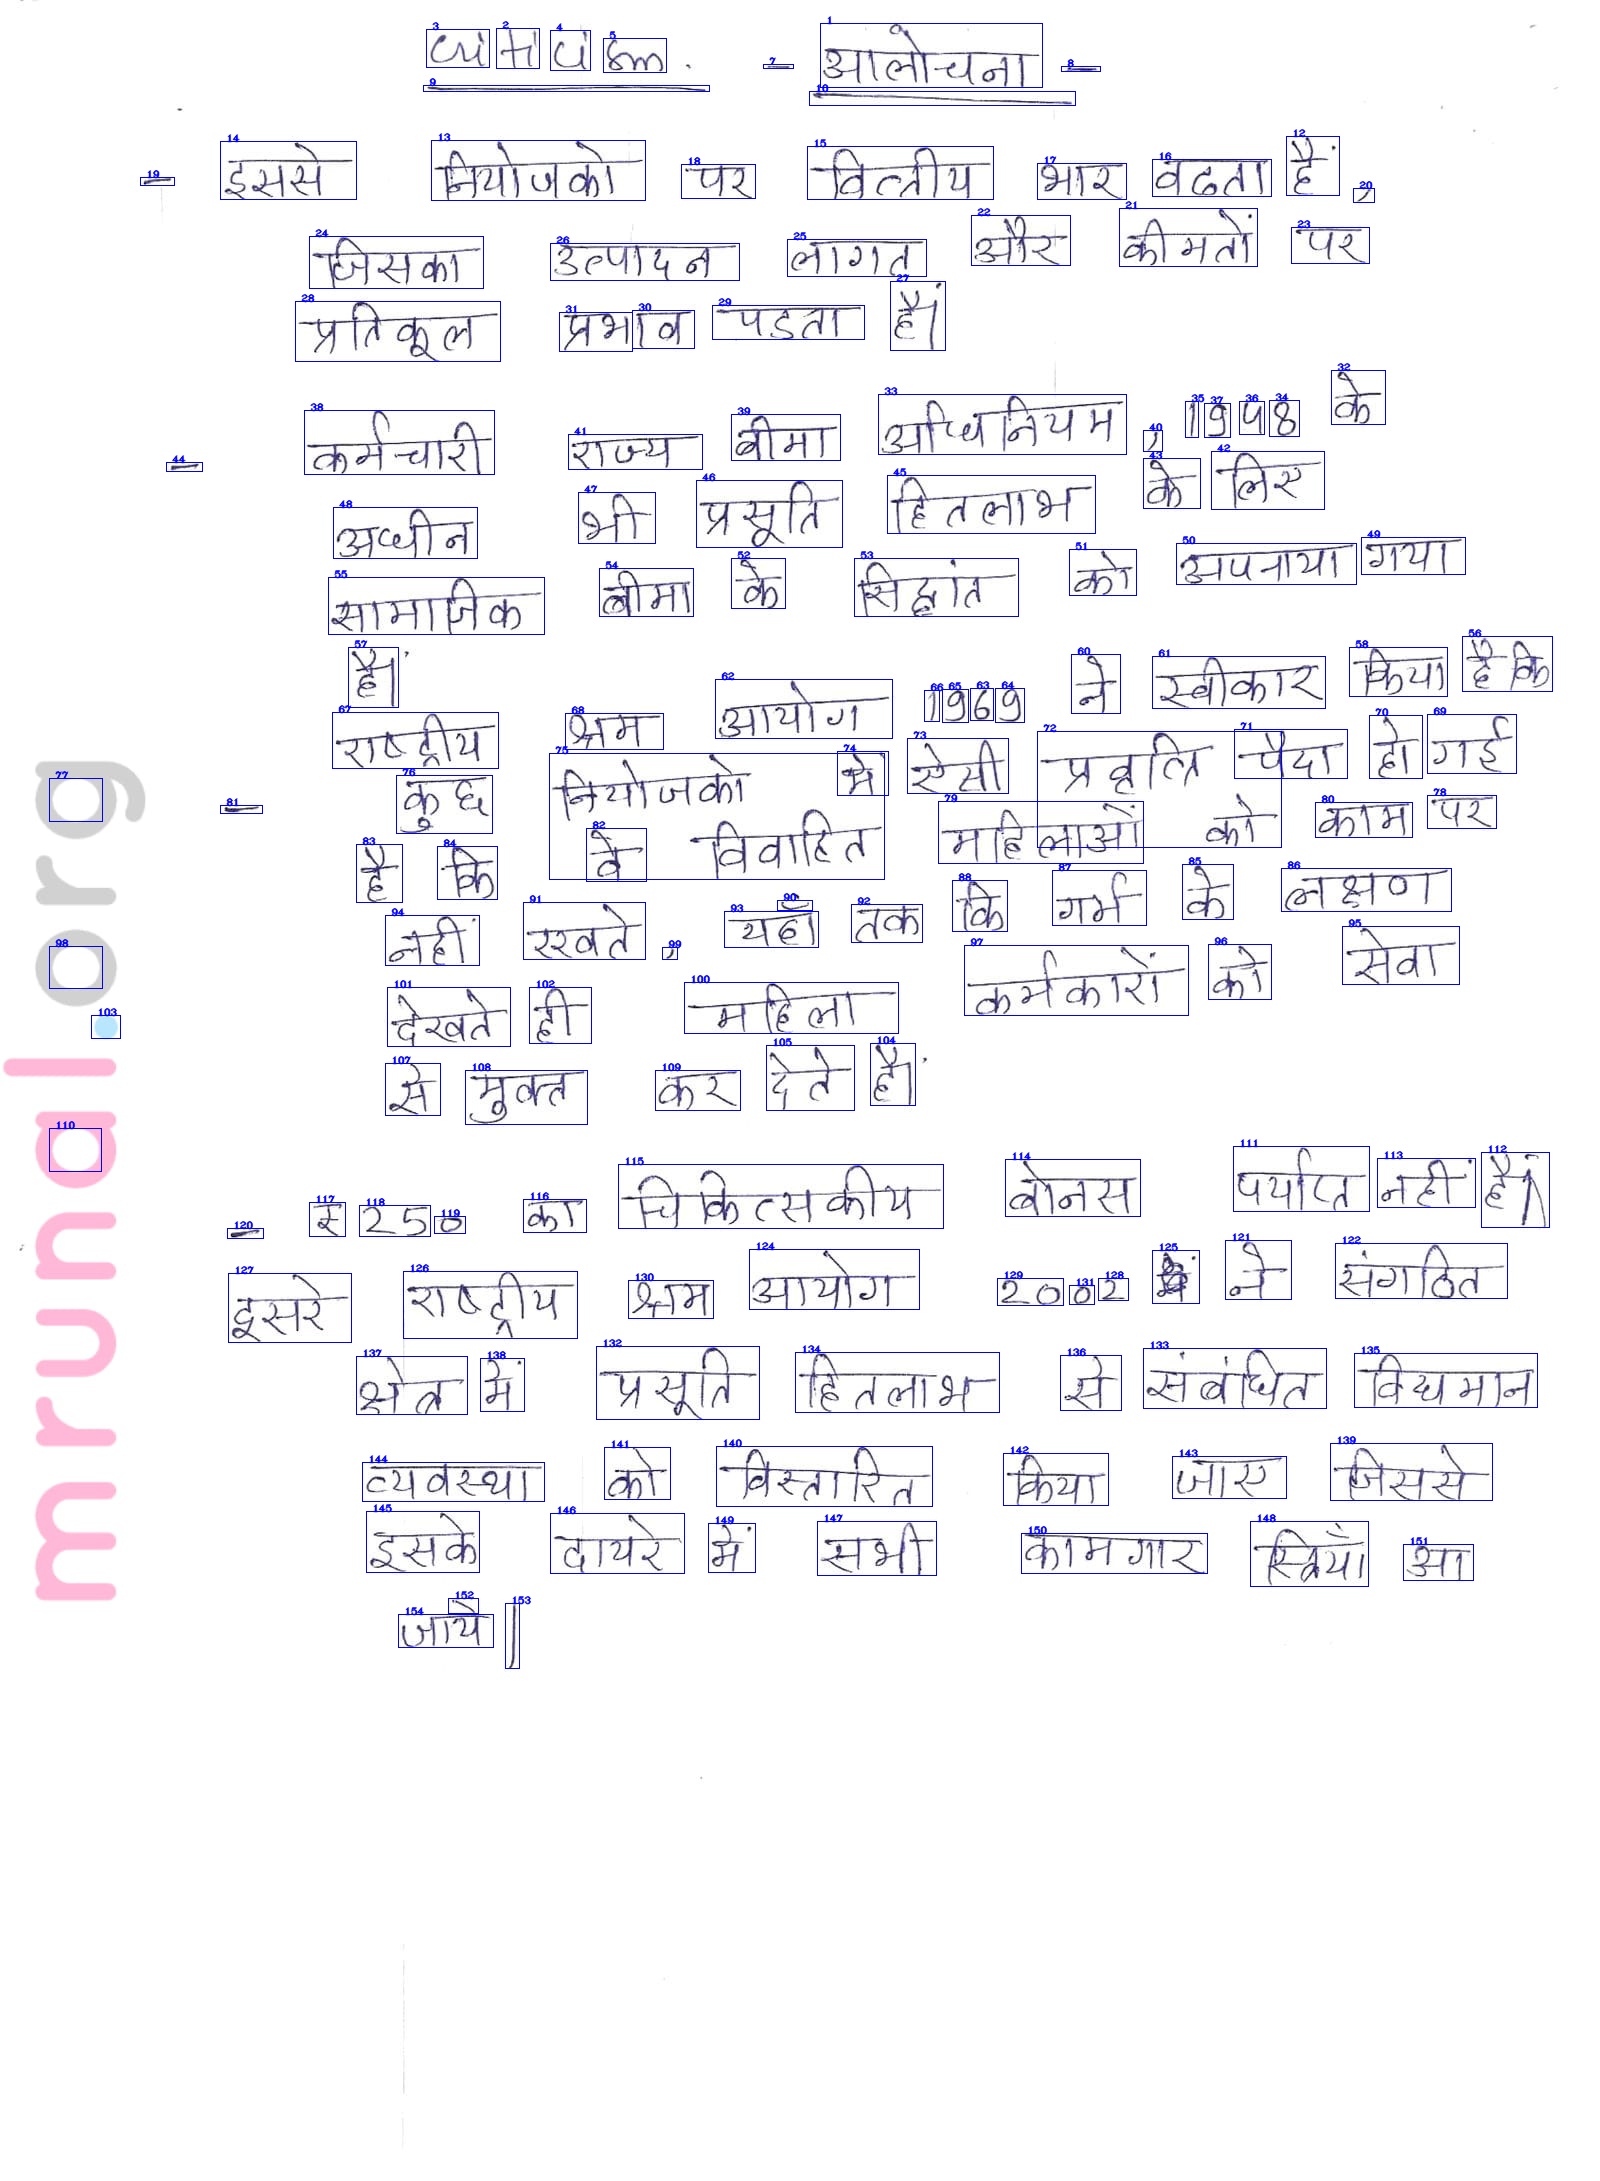 criticism. - आलोचना -
- इससे नियोजको पर वित्तीय भार वढता हैं,
जिसका उत्पादन लागत और कीमतों पर
प्रतिकूल प्रभाव पडता हैं।
- कर्मचारी राज्य बीमा अधिनियम, 1948 के
अधीन भी प्रसूति हितलाभ के लिए
सामाजिक बीमा के सिद्धांत को अपनाया गया
हैं।
राष्ट्रीय श्रम आयोग 1969 ने स्वीकार किया है कि
- कुछ नियोजको मे ऐसी प्रवृत्ति पैदा हो गई
है कि वे विवाहित महिलाओं को काम पर
नहीं रखते, यहाँ तक कि गर्भ के लक्षण
देखते ही महिला कर्मकारों को सेवा
से मुक्त कर देते हैं।
- रु 250 का चिकित्सकीय बोनस पर्याप्त नहीं हैं।
दूसरे राष्ट्रीय श्रम आयोग 2002 ने संगठित
क्षेत्र में प्रसूति हितलाभ से संबंधित विद्यमान
व्यवस्था को विस्तारित किया जाए जिससे
इसके दायरे में सभी कामगार स्त्रियाँ आ
जाये।
mrunal.org